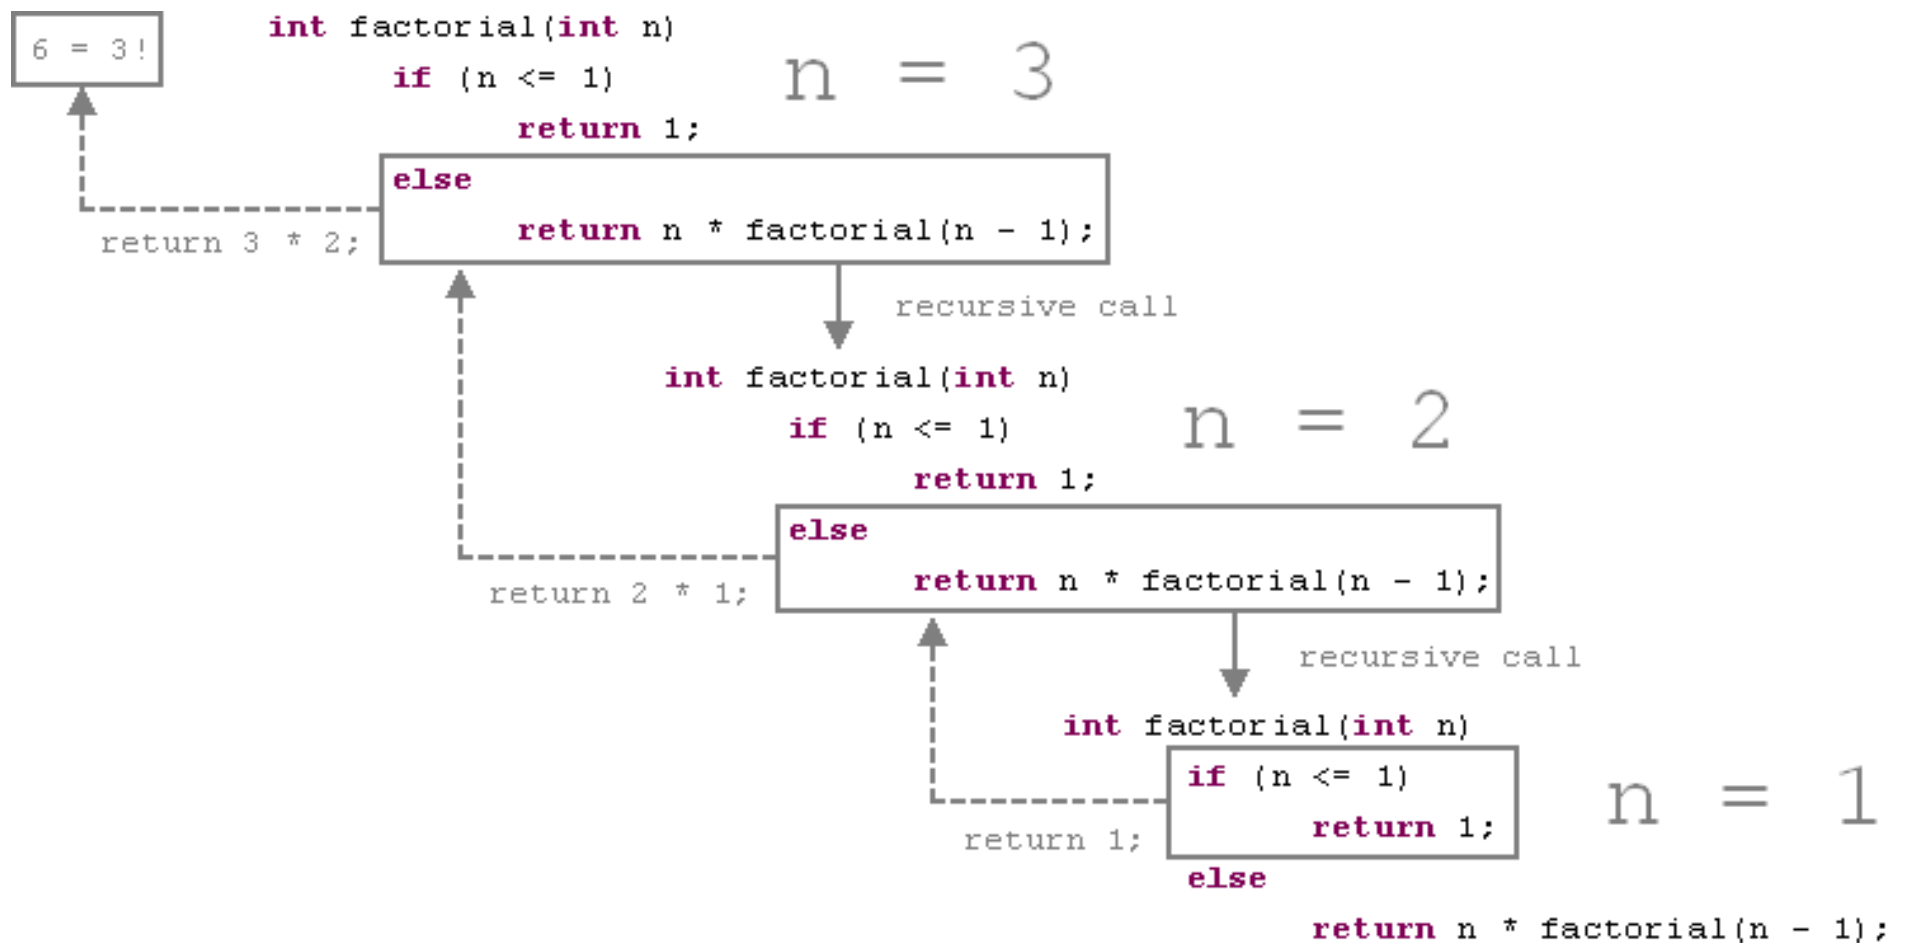 6 = 3!
int factorial(int n)
if (n <= 1)
return 1;
n = 3
else
return n * factorial(n - 1);
return 3 * 2;
recursive call
int factorial(int n)
if (n <= 1)
return 1;
n = 2
else
return n * factorial(n - 1);
return 2 * 1;
recursive call
int factorial(int n)
if (n <= 1)
return 1;
n = 1
return 1;
else
return n * factorial(n - 1);